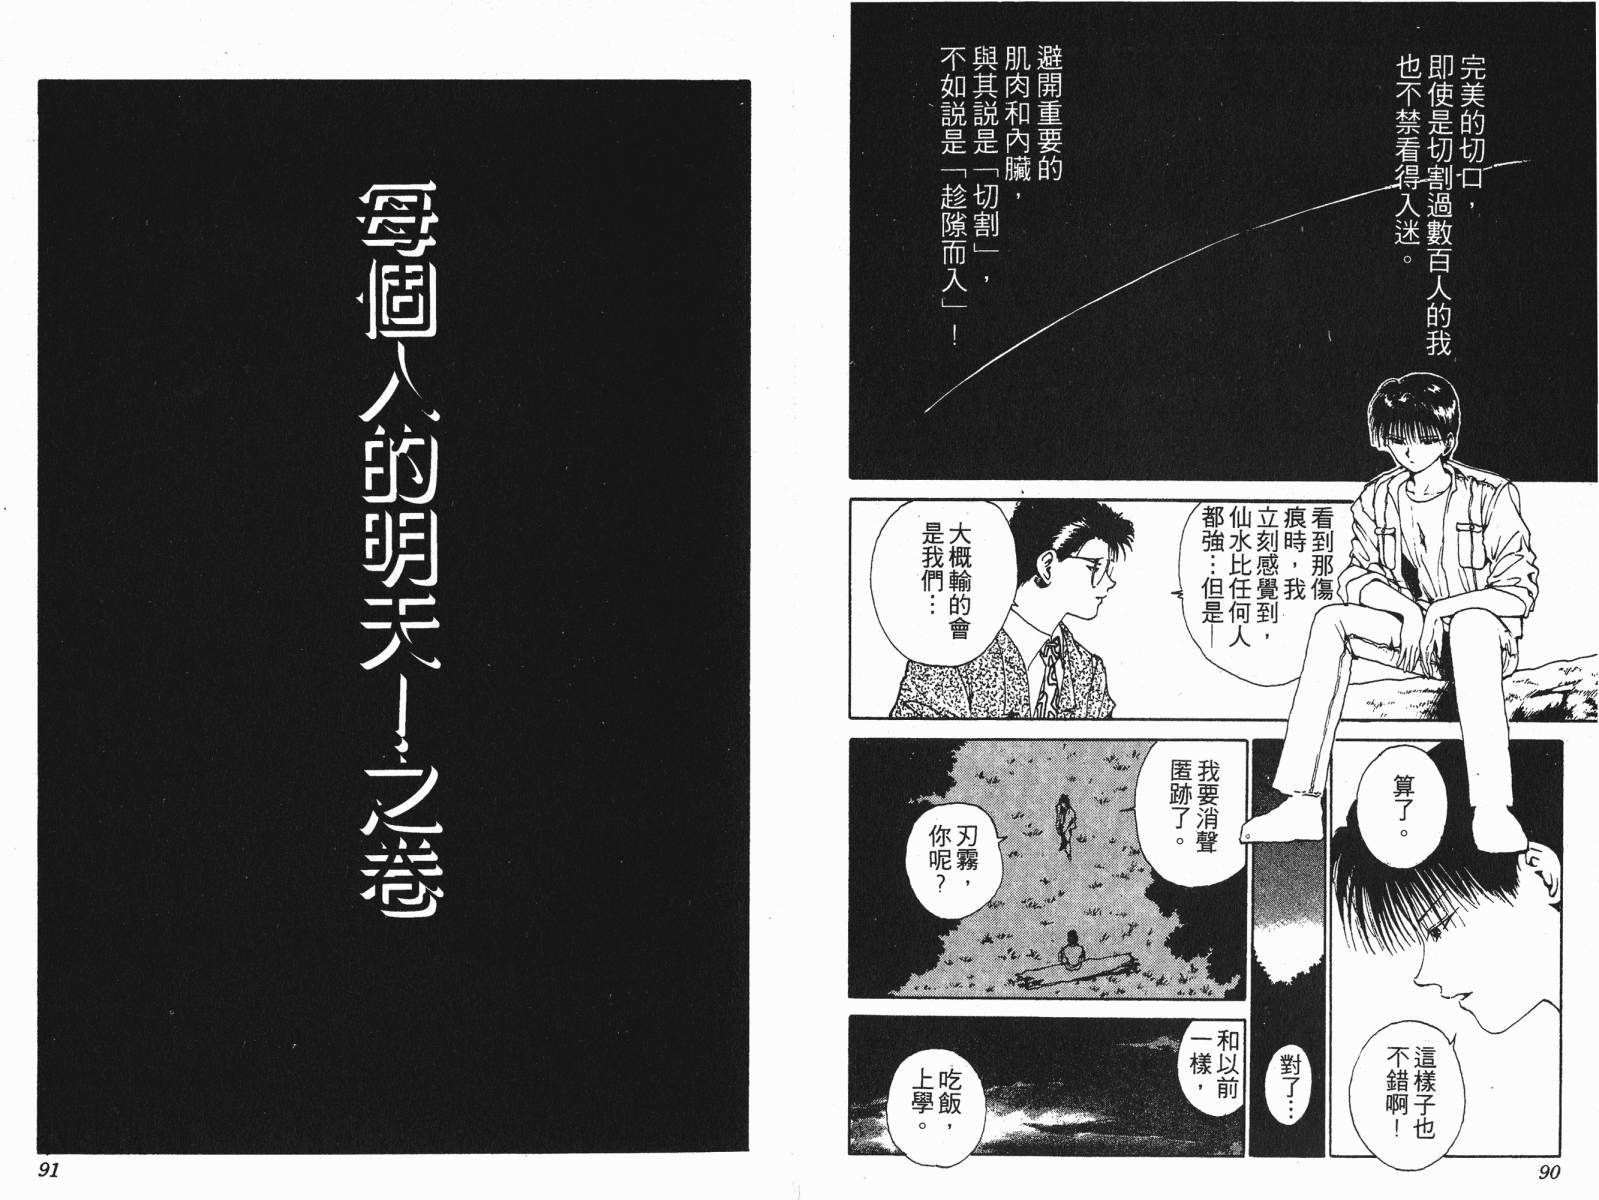 完美的切口，
即使是切割過數百人的我
也不禁看得入迷。
避開重要的
肌肉和內臟，
與其說是「切割」，
不如說是「趁隙而入」！
看到那傷
痕時，我
立刻感覺到，
仙水比任何人
都強…但是—
大概輸的會
是我們…
算了。
這樣子也
不錯啊！
對了…
我要消聲
匿跡了。
刃霧，
你呢？
和以前
一樣，
吃飯，
上學。
90
每個人的明天—之卷
91